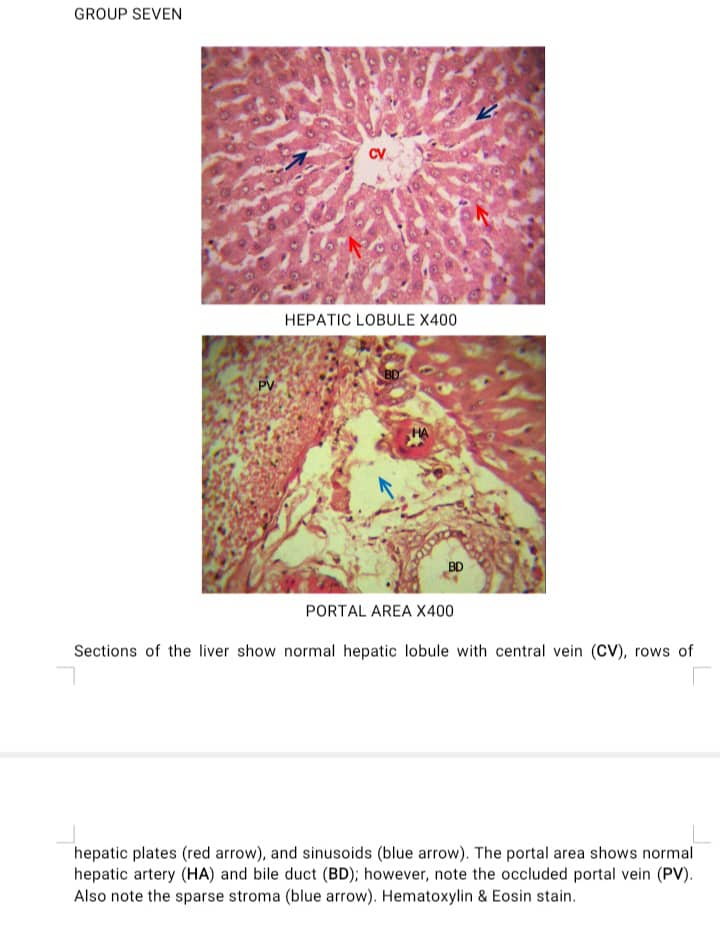 GROUP SEVEN
CV
HEPATIC LOBULE X400
PV
BD
HA
BD
PORTAL AREA X400
Sections of the liver show normal hepatic lobule with central vein (CV), rows of
hepatic plates (red arrow), and sinusoids (blue arrow). The portal area shows normal
hepatic artery (HA) and bile duct (BD); however, note the occluded portal vein (PV).
Also note the sparse stroma (blue arrow). Hematoxylin & Eosin stain.